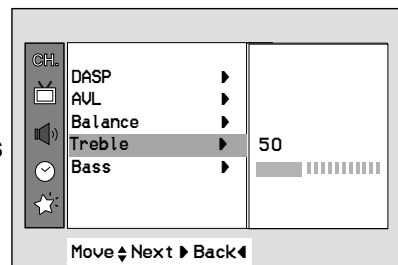 CH.
DASP
AVL
Balance
Treble 50
Bass
S
Move Next Back